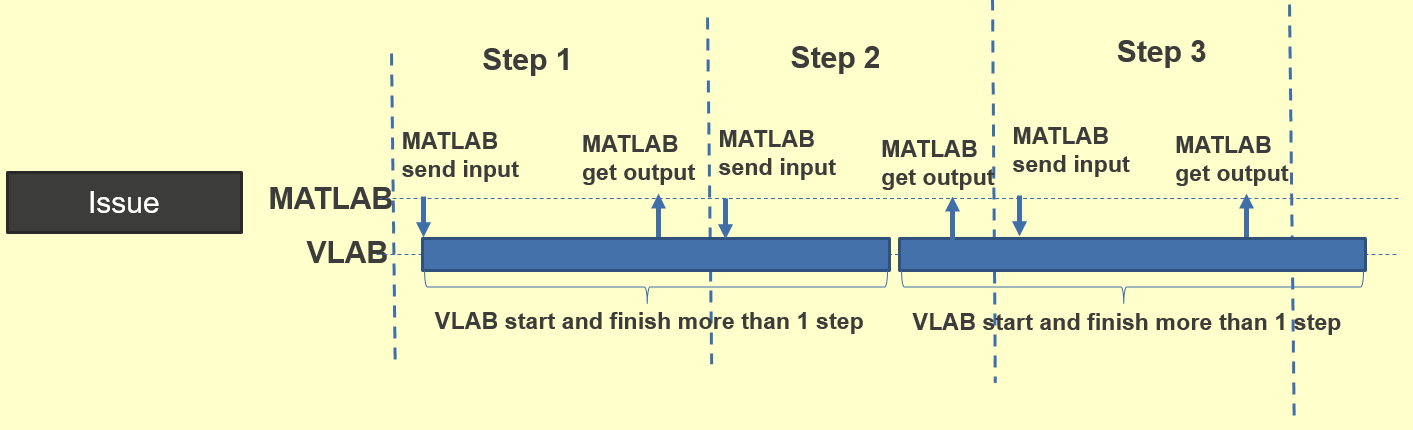 Step 1
Step 2
Step 3
MATLAB
send input
MATLAB
get output
MATLAB
send input
MATLAB
get output
MATLAB
send input
MATLAB
get output
Issue
MATLAB
VLAB
VLAB start and finish more than 1 step
VLAB start and finish more than 1 step